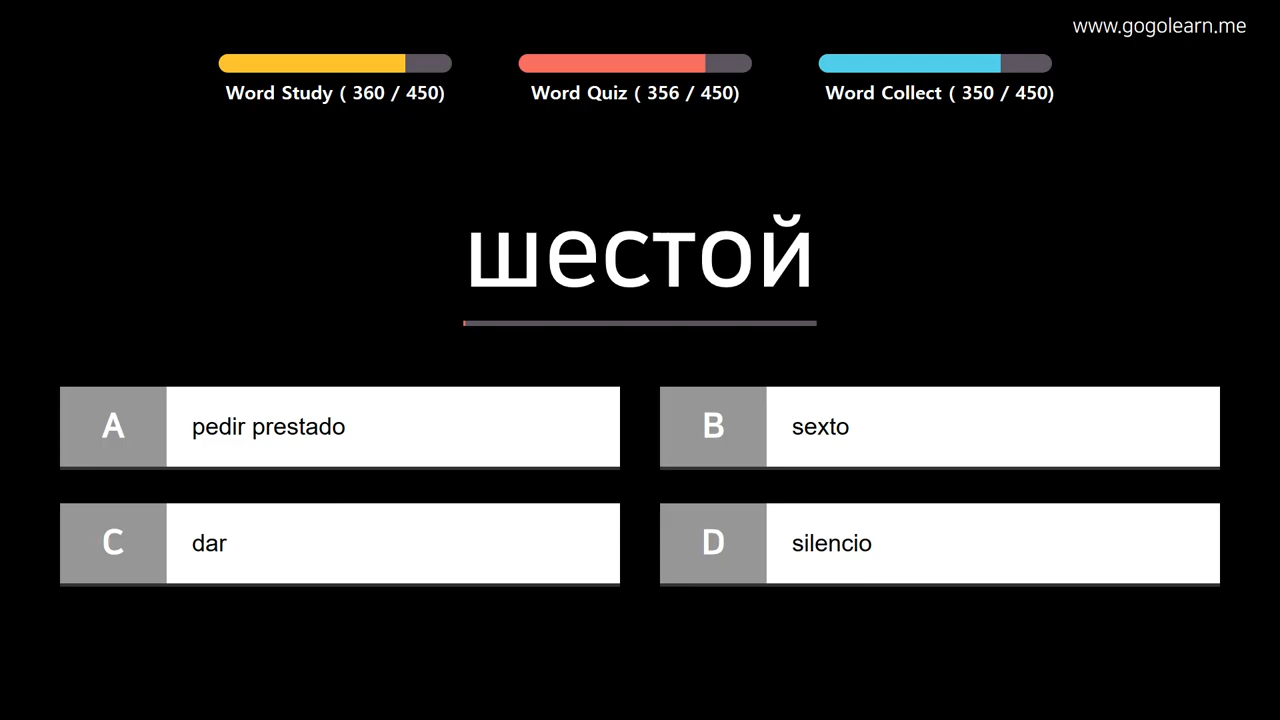 www.gogolearn.me
Word Study ( 360 / 450)
Word Quiz ( 356 / 450)
Word Collect ( 350 / 450)
шестой
A pedir prestado
B sexto
C dar
D silencio